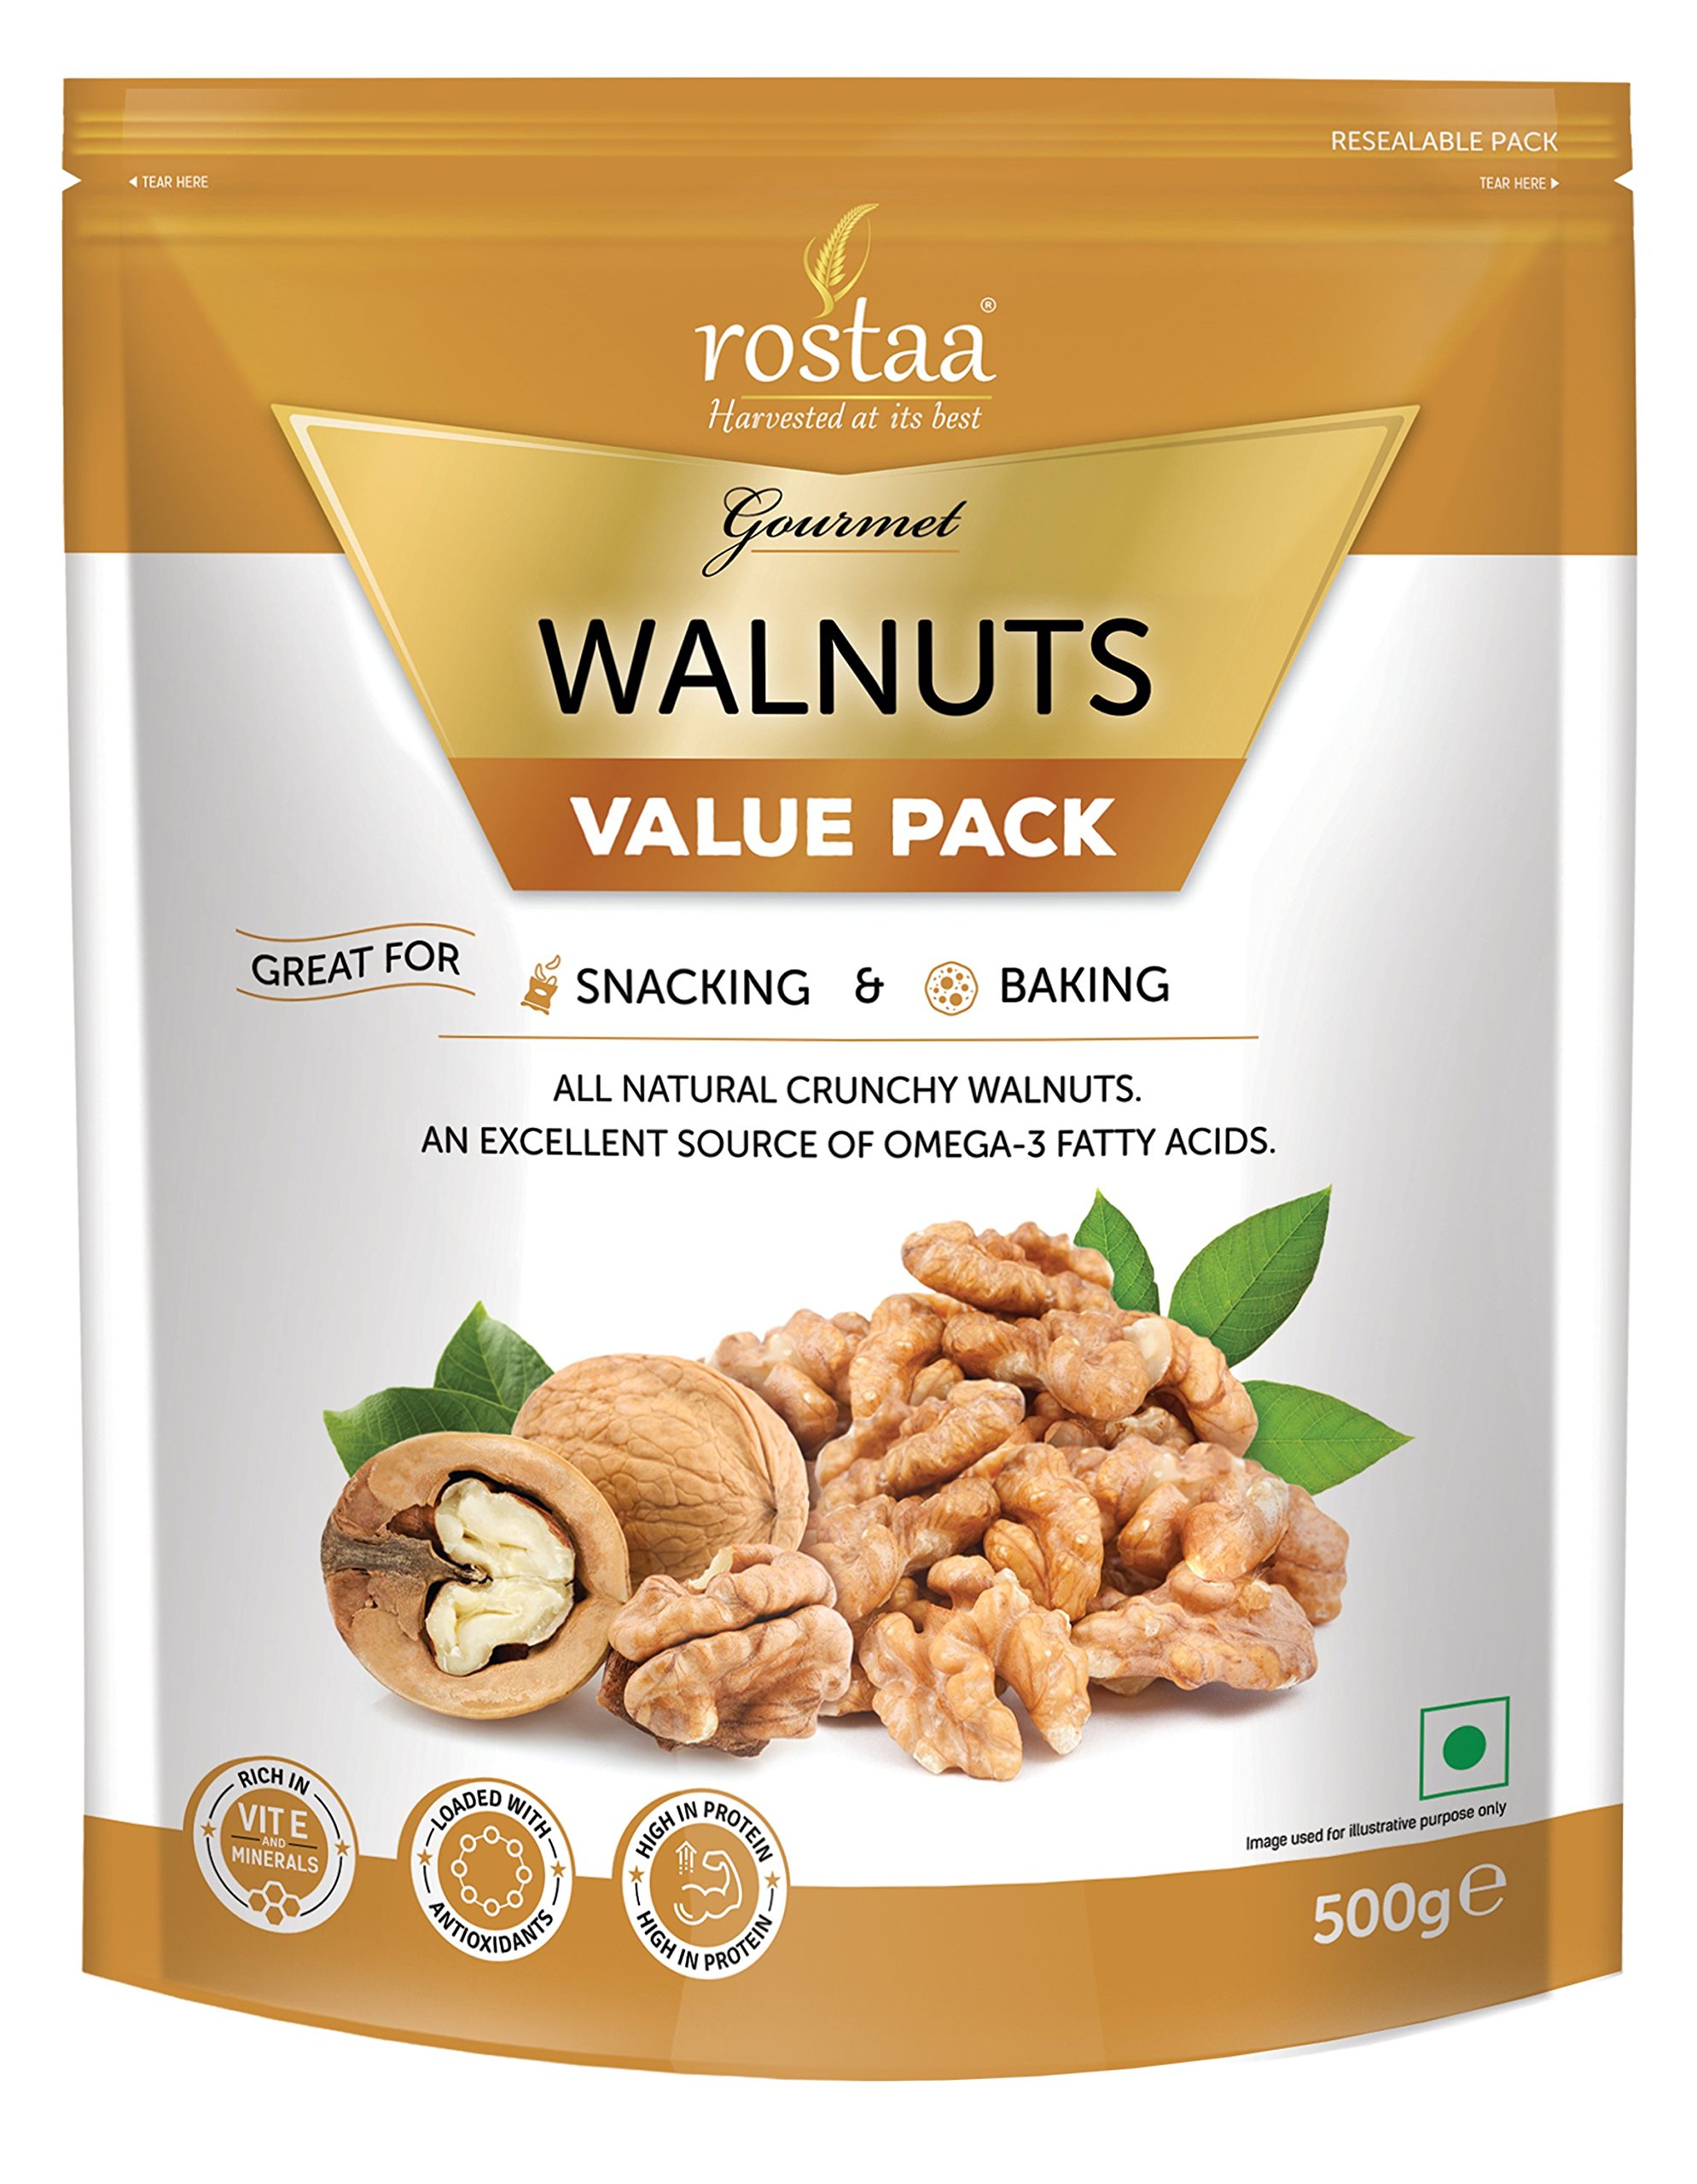 RESEALABLE PACK
TEAR HERE
TEAR HERE
rostaa®
Harvested at its best
Gourmet
WALNUTS
VALUE PACK
GREAT FOR
SNACKING & BAKING
ALL NATURAL CRUNCHY WALNUTS.
AN EXCELLENT SOURCE OF OMEGA-3 FATTY ACIDS.
RICH IN
VIT E
AND
MINERALS
LOADED WITH
ANTIOXIDANTS
HIGH IN PROTEIN
HIGH IN PROTEIN
Image used for illustrative purpose only
500g℮